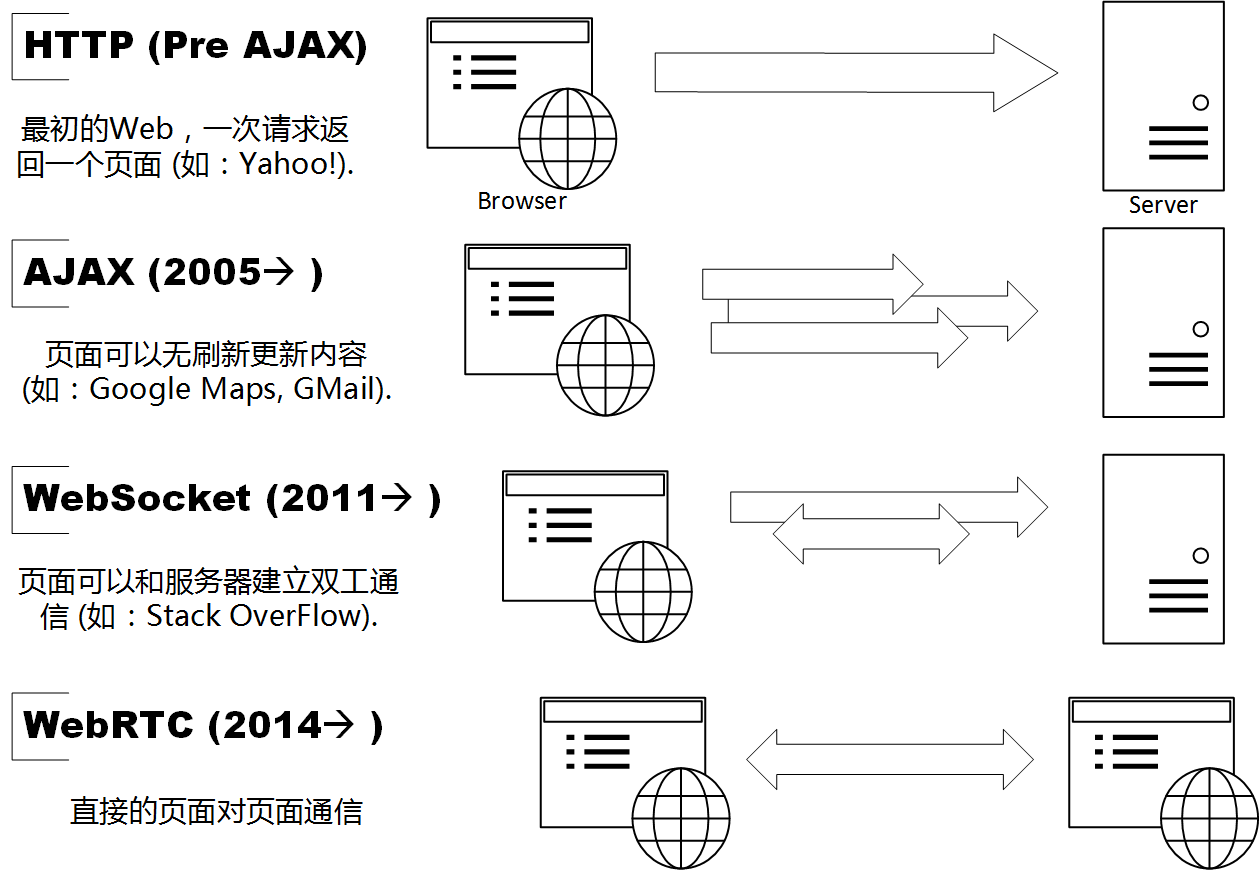 HTTP (Pre AJAX)
最初的Web，一次请求返
回一个页面 (如：Yahoo!).
Browser
Server
AJAX (2005→ )
页面可以无刷新更新内容
(如：Google Maps, GMail).
WebSocket (2011→ )
页面可以和服务器建立双工通
信 (如：Stack OverFlow).
WebRTC (2014→ )
直接的页面对页面通信